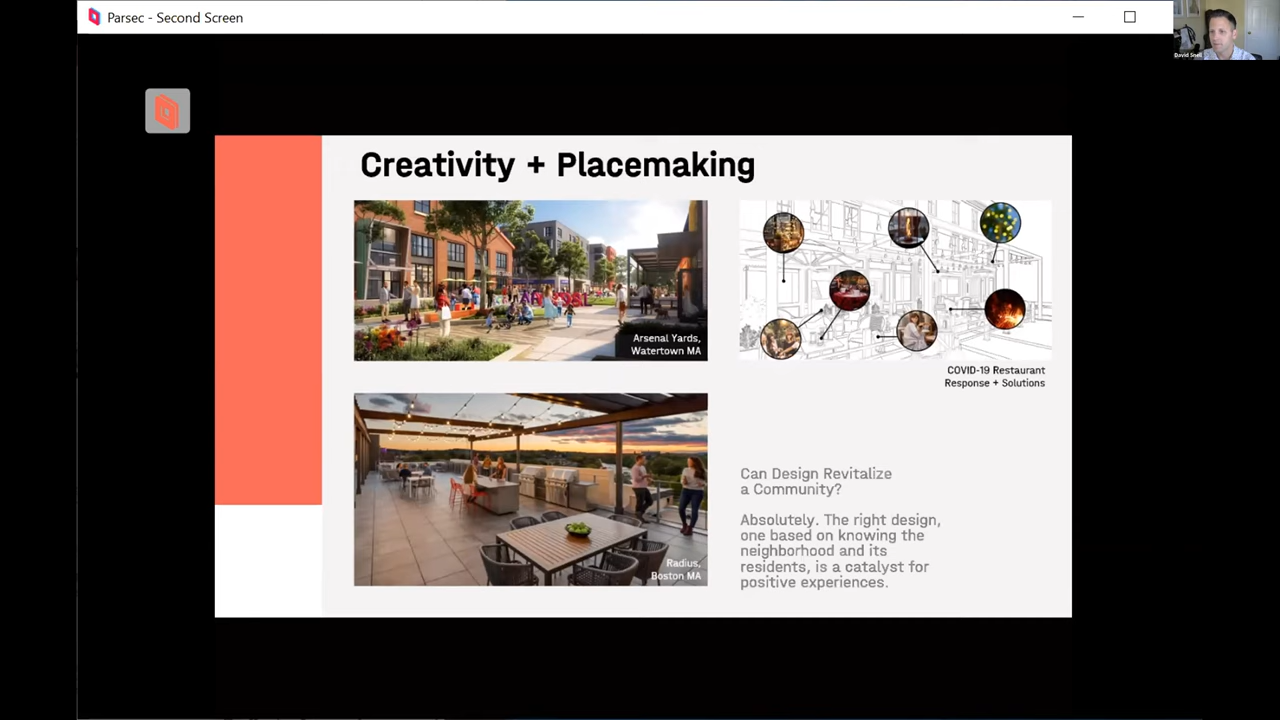 Parsec - Second Screen
David Snell
Creativity + Placemaking
Arsenal Yards,
Watertown MA
COVID-19 Restaurant
Response + Solutions
Radius,
Boston MA
Can Design Revitalize
a Community?
Absolutely. The right design,
one based on knowing the
neighborhood and its
residents, is a catalyst for
positive experiences.